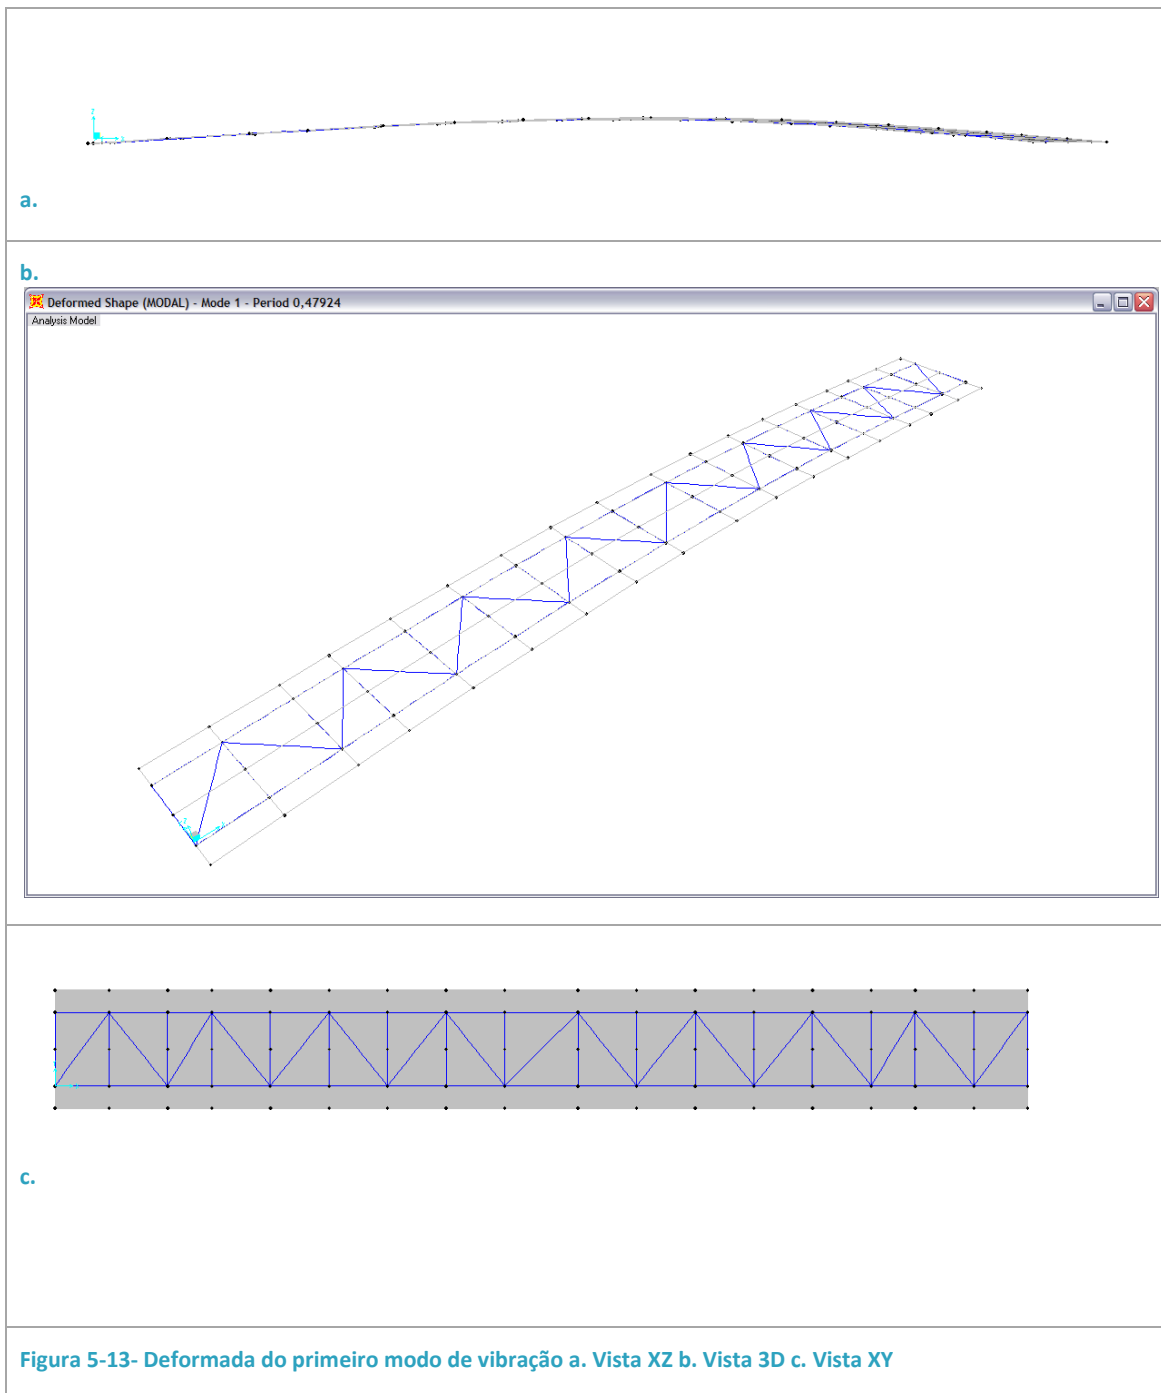 a.
b.
Deformed Shape (MODAL) - Mode 1 - Period 0,47924
Analysis Model
c.
Figura 5-13- Deformada do primeiro modo de vibração a. Vista XZ b. Vista 3D c. Vista XY